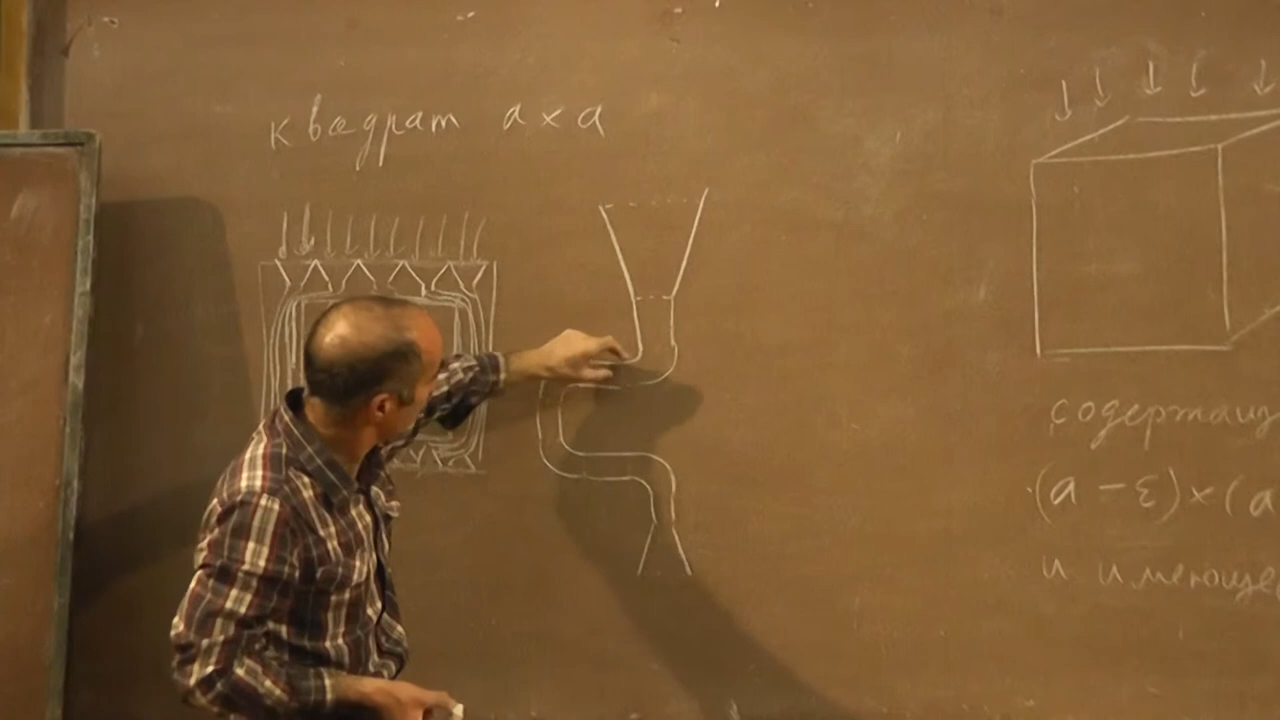 квадрат a×a
содержащ
(a - ε)×(a
и имеюще